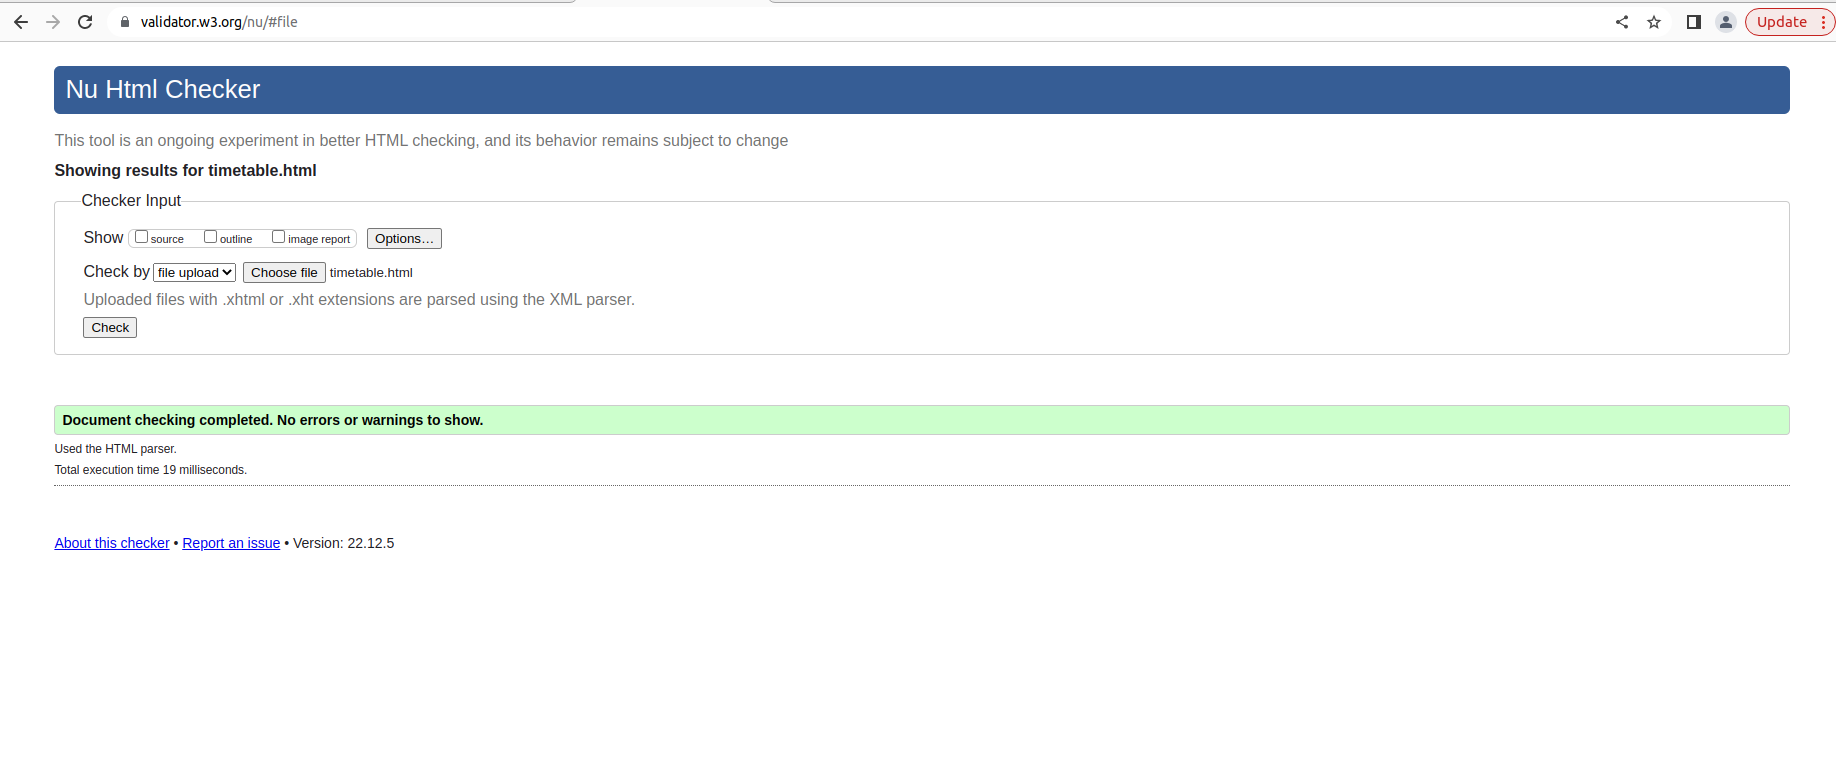 validator.w3.org/nu/#file
Update
Nu Html Checker
This tool is an ongoing experiment in better HTML checking, and its behavior remains subject to change
Showing results for timetable.html
Checker Input
Show source outline image report Options…
Check by file upload Choose file timetable.html
Uploaded files with .xhtml or .xht extensions are parsed using the XML parser.
Check
Document checking completed. No errors or warnings to show.
Used the HTML parser.
Total execution time 19 milliseconds.
About this checker • Report an issue • Version: 22.12.5